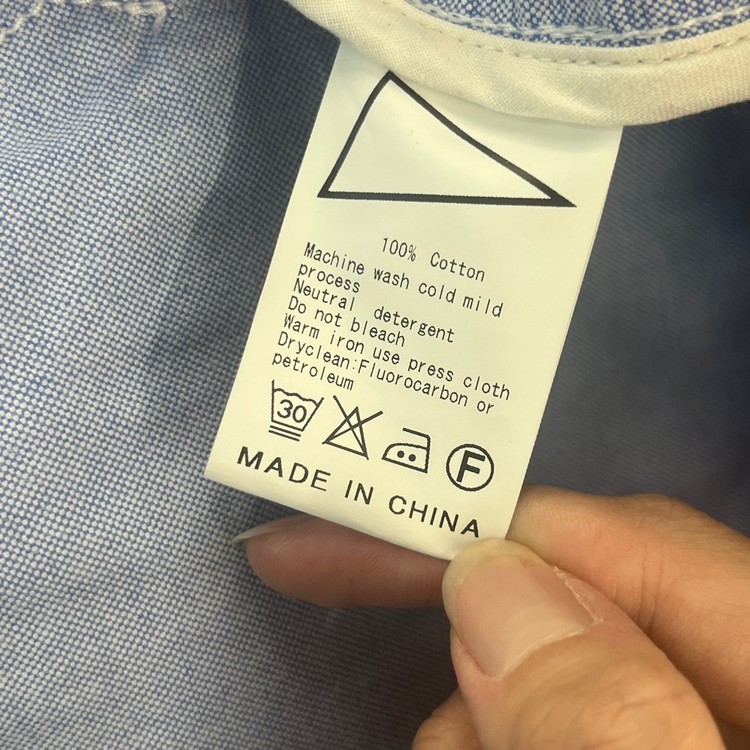 100% Cotton
Machine wash cold mild
process
Neutral detergent
Do not bleach
Warm iron use press cloth
Dryclean:Fluorocarbon or
petroleum
30 F
MADE IN CHINA